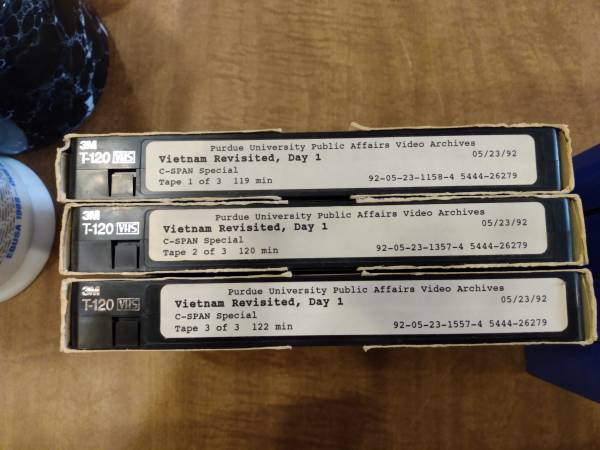 3M
T-120 VHS
Purdue University Public Affairs Video Archives
Vietnam Revisited, Day 1 05/23/92
C-SPAN Special
Tape 1 of 3 119 min 92-05-23-1158-4 5444-26279
3M
T-120 VHS
Purdue University Public Affairs Video Archives
Vietnam Revisited, Day 1 05/23/92
C-SPAN Special
Tape 2 of 3 120 min 92-05-23-1357-4 5444-26279
3M
T-120 VHS
Purdue University Public Affairs Video Archives
Vietnam Revisited, Day 1 05/23/92
C-SPAN Special
Tape 3 of 3 122 min 92-05-23-1557-4 5444-26279